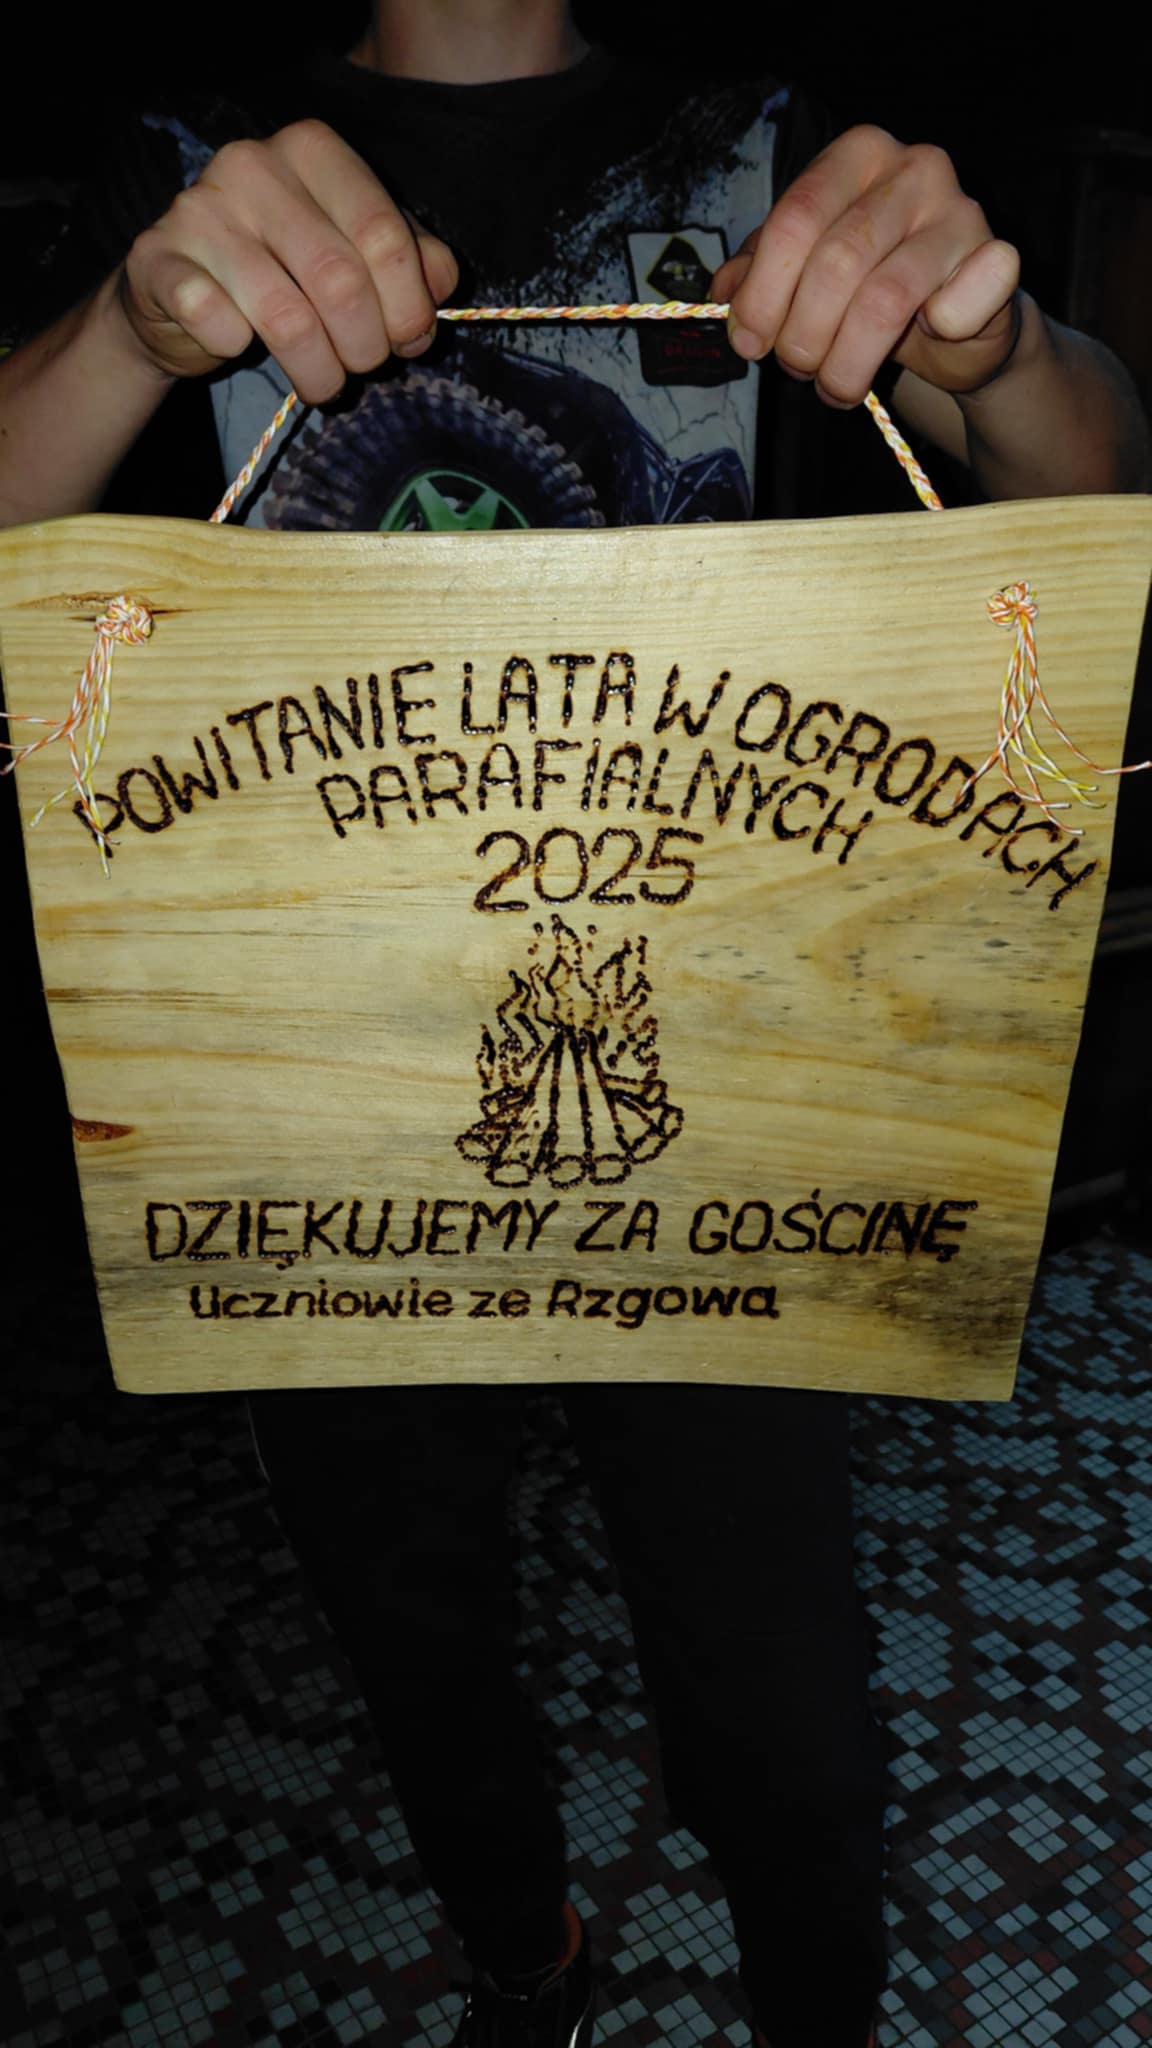 POWITANIE LATA W OGRODACH
PARAFIALNYCH
2025
DZIĘKUJEMY ZA GOŚCINĘ
Uczniowie ze Rzgowa